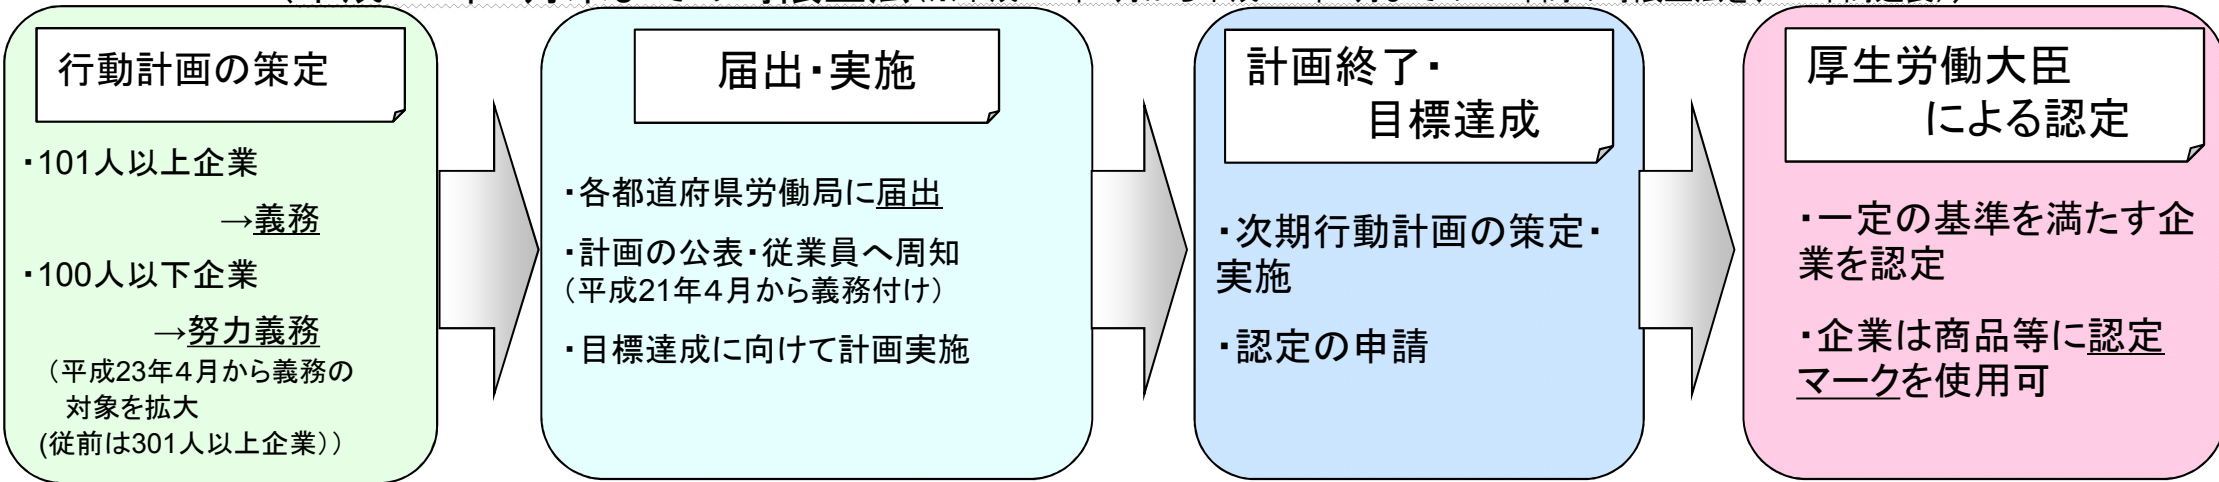 行動計画の策定
・101人以上企業
→義務
・100人以下企業
→努力義務
（平成23年４月から義務の
対象を拡大
(従前は301人以上企業)）
届出・実施
・各都道府県労働局に届出
・計画の公表・従業員へ周知
（平成21年４月から義務付け）
・目標達成に向けて計画実施
計画終了・
目標達成
・次期行動計画の策定・
実施
・認定の申請
厚生労働大臣
による認定
・一定の基準を満たす企
業を認定
・企業は商品等に認定
マークを使用可